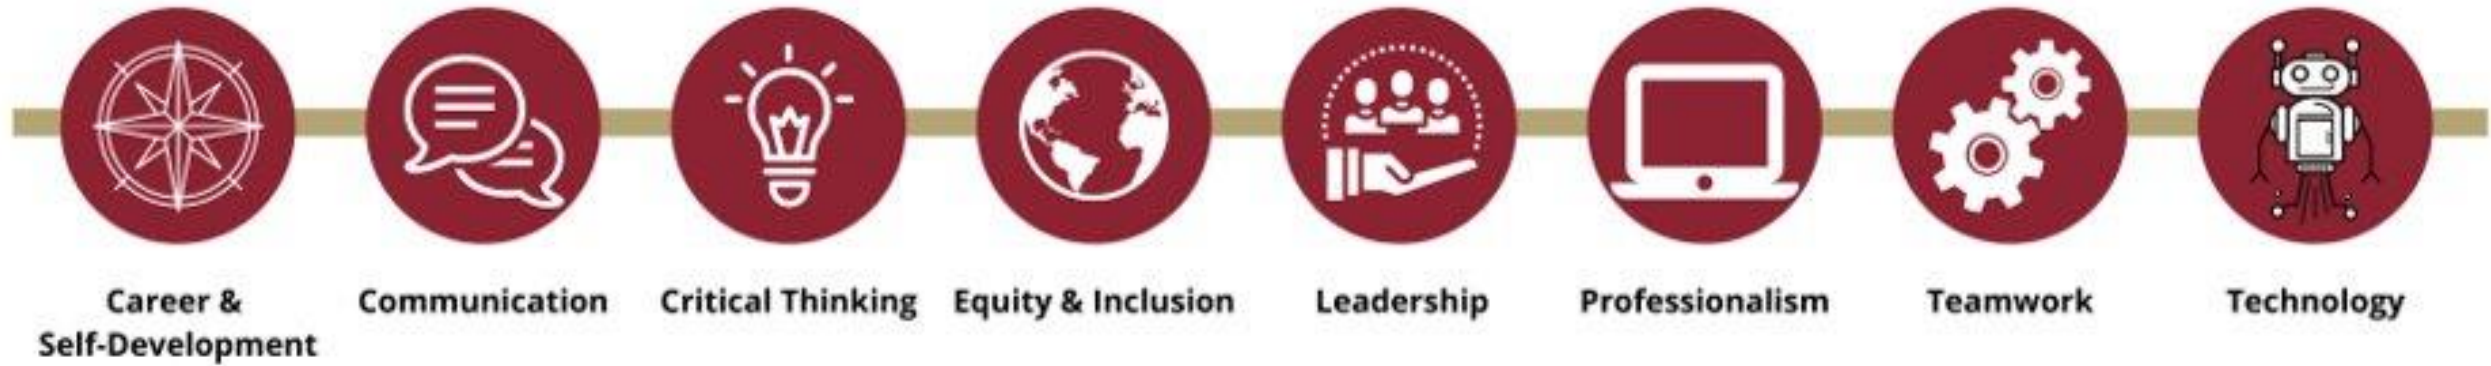 Career &
Self-Development
Communication
Critical Thinking
Equity & Inclusion
Leadership
Professionalism
Teamwork
Technology